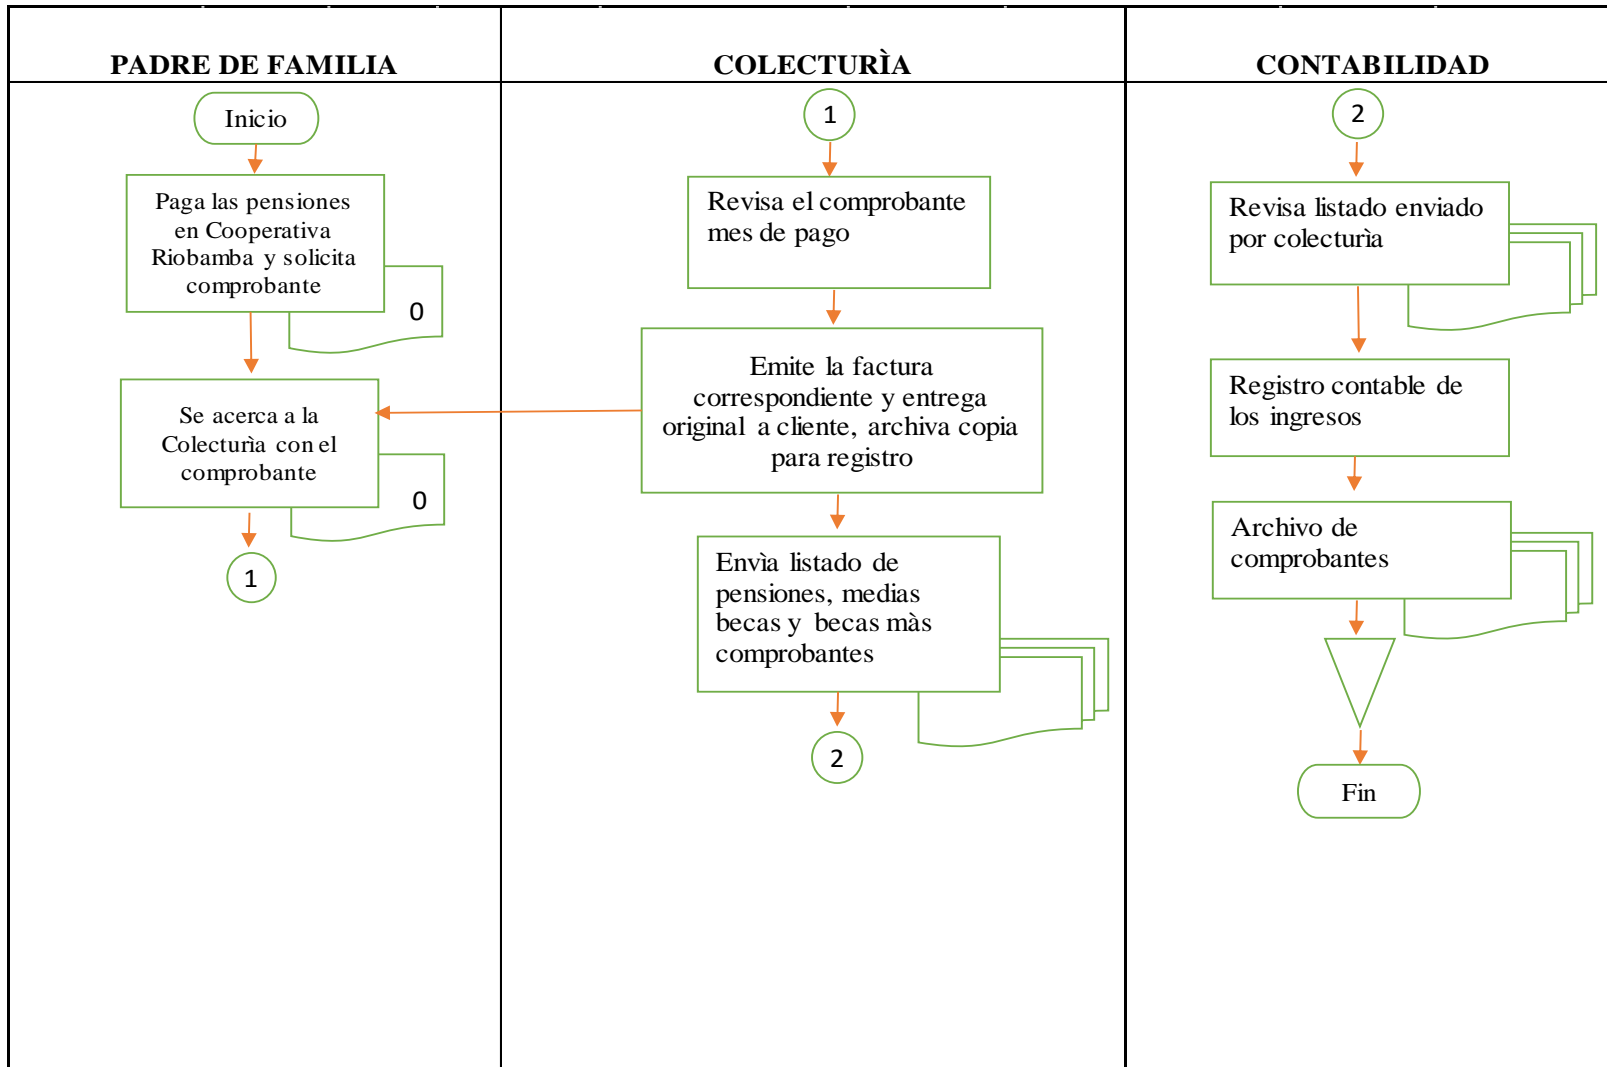 PADRE DE FAMILIA
COLECTURÌA
CONTABILIDAD
Inicio
Paga las pensiones
en Cooperativa
Riobamba y solicita
comprobante
0
Se acerca a la
Colecturìa con el
comprobante
0
1
1
Revisa el comprobante
mes de pago
Emite la factura
correspondiente y entrega
original a cliente, archiva copia
para registro
Envìa listado de
pensiones, medias
becas y becas màs
comprobantes
2
2
Revisa listado enviado
por colecturìa
Registro contable de
los ingresos
Archivo de
comprobantes
Fin